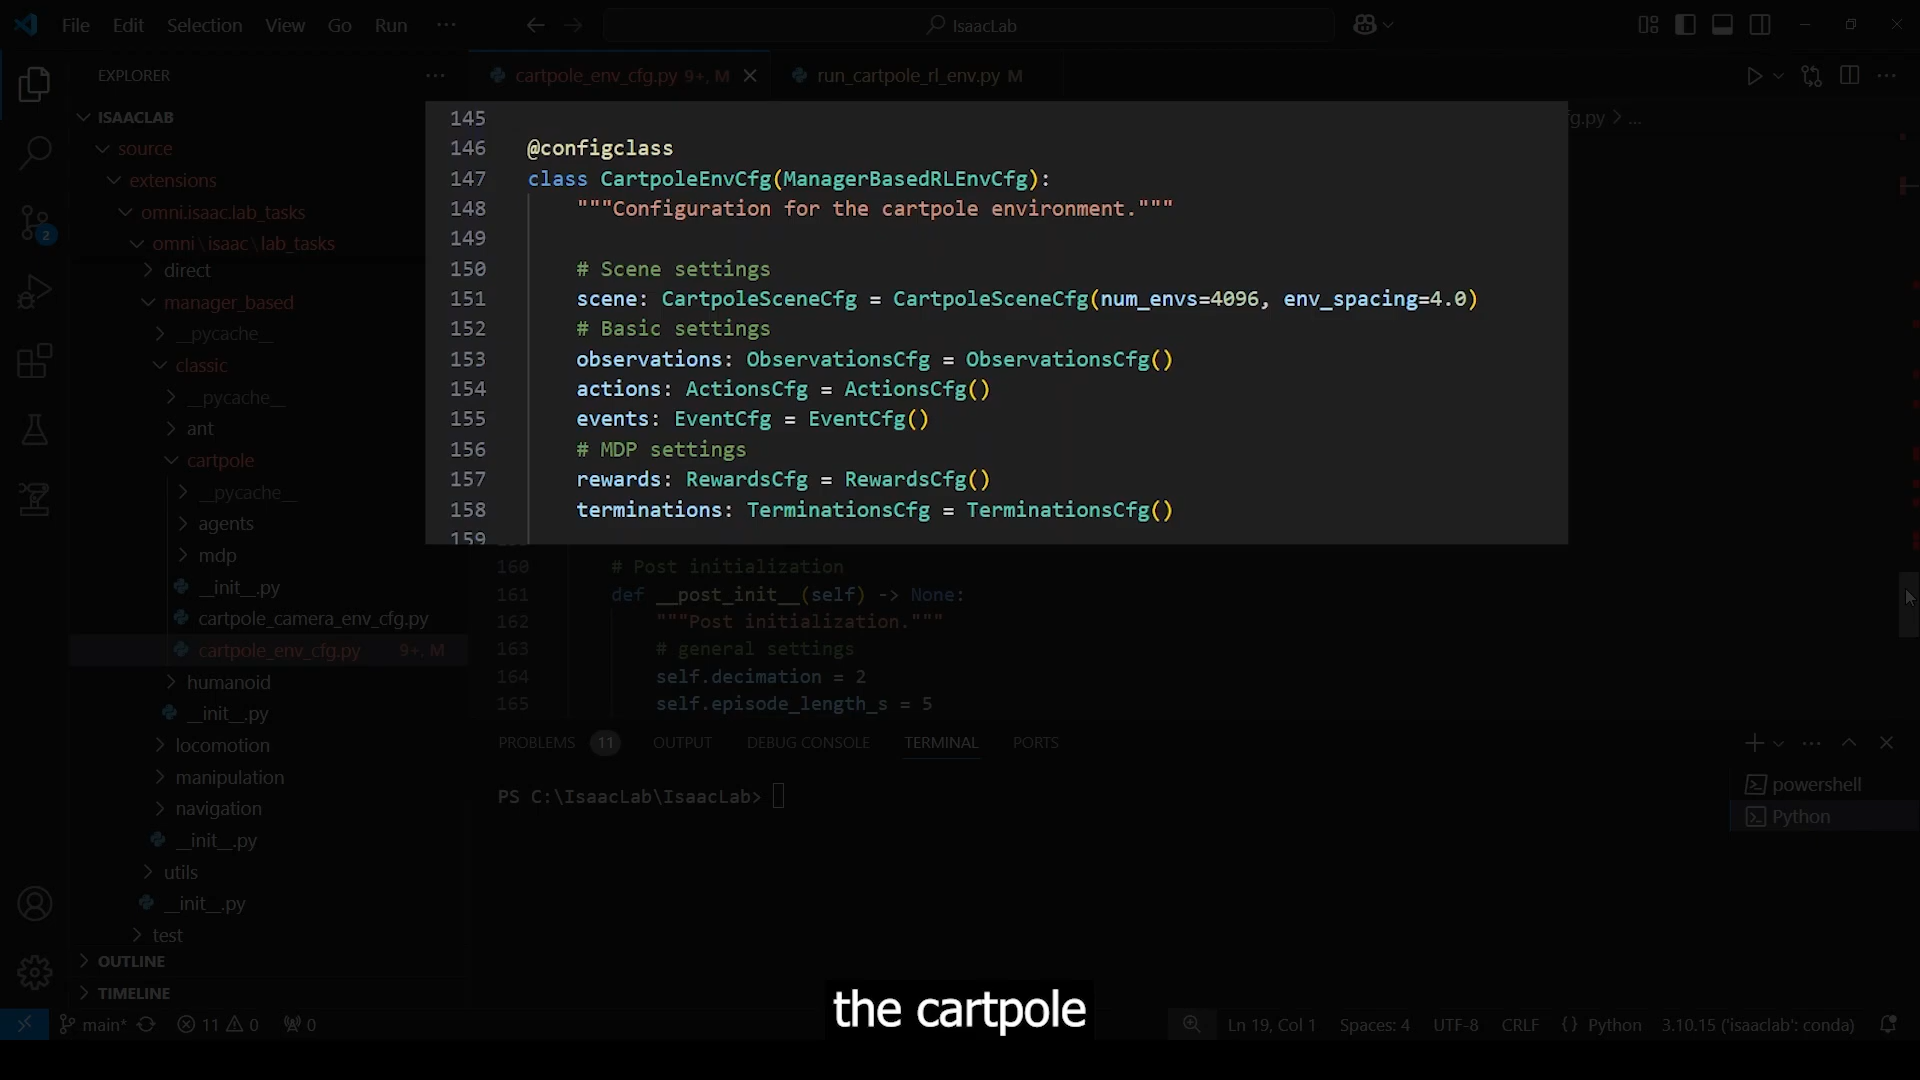 File Edit Selection View Go Run ···
IsaacLab
EXPLORER ···
cartpole_env_cfg.py 9+, M
run_cartpole_rl_env.py M
fg.py > ...
ISAACLAB
source
extensions
omni.isaac.lab_tasks
omni\isaac\lab_tasks
direct
manager_based
__pycache__
classic
__pycache__
ant
cartpole
__pycache__
agents
mdp
__init__.py
cartpole_camera_env_cfg.py
cartpole_env_cfg.py 9+, M
humanoid
__init__.py
locomotion
manipulation
navigation
__init__.py
utils
__init__.py
test
OUTLINE
TIMELINE
2
145
146 @configclass
147 class CartpoleEnvCfg(ManagerBasedRLEnvCfg):
148 """Configuration for the cartpole environment."""
149
150 # Scene settings
151 scene: CartpoleSceneCfg = CartpoleSceneCfg(num_envs=4096, env_spacing=4.0)
152 # Basic settings
153 observations: ObservationsCfg = ObservationsCfg()
154 actions: ActionsCfg = ActionsCfg()
155 events: EventCfg = EventCfg()
156 # MDP settings
157 rewards: RewardsCfg = RewardsCfg()
158 terminations: TerminationsCfg = TerminationsCfg()
159
160 # Post initialization
161 def __post_init__(self) -> None:
162 """Post initialization."""
163 # general settings
164 self.decimation = 2
165 self.episode_length_s = 5
PROBLEMS 11 OUTPUT DEBUG CONSOLE TERMINAL PORTS
PS C:\IsaacLab\IsaacLab>
powershell
Python
the cartpole
main* 11 0 0
Ln 19, Col 1 Spaces: 4 UTF-8 CRLF {} Python 3.10.15 ('isaaclab': conda)